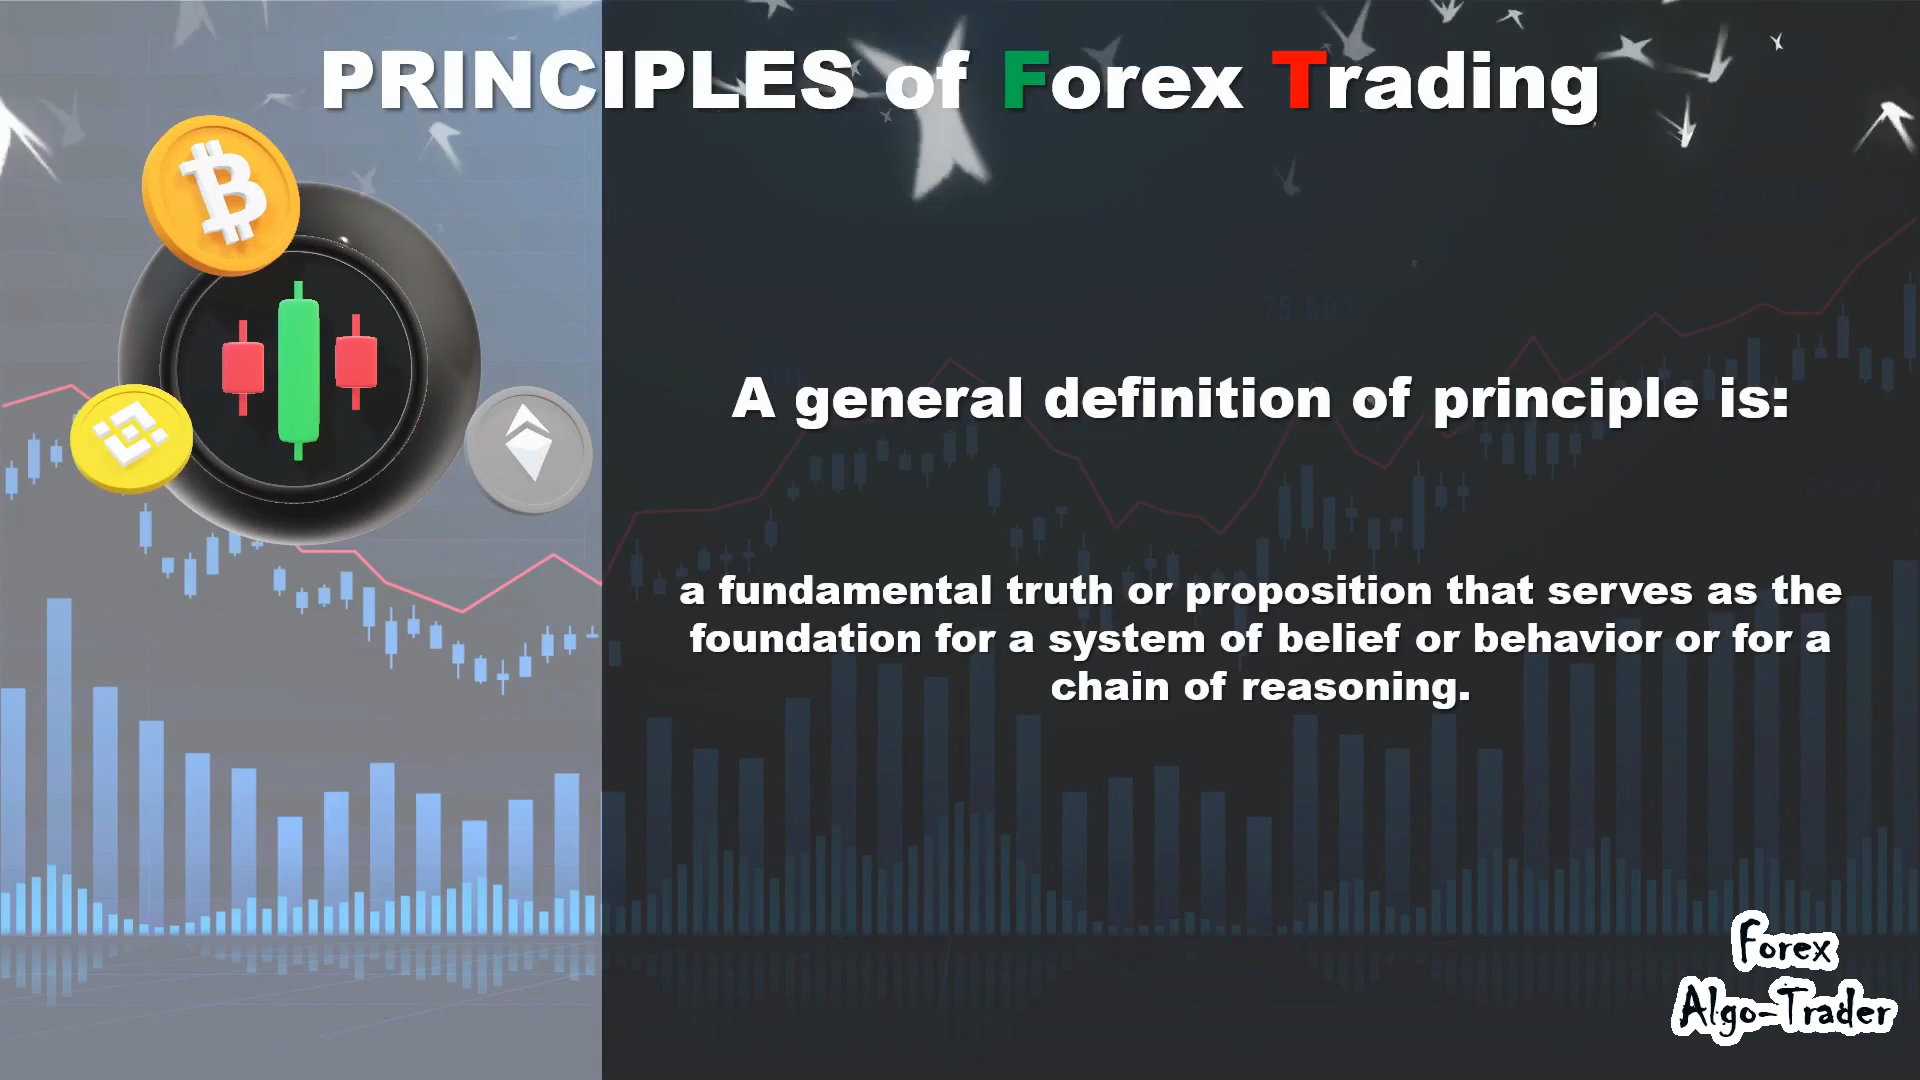 PRINCIPLES of Forex Trading
A general definition of principle is:
a fundamental truth or proposition that serves as the
foundation for a system of belief or behavior or for a
chain of reasoning.
Forex
Algo-Trader